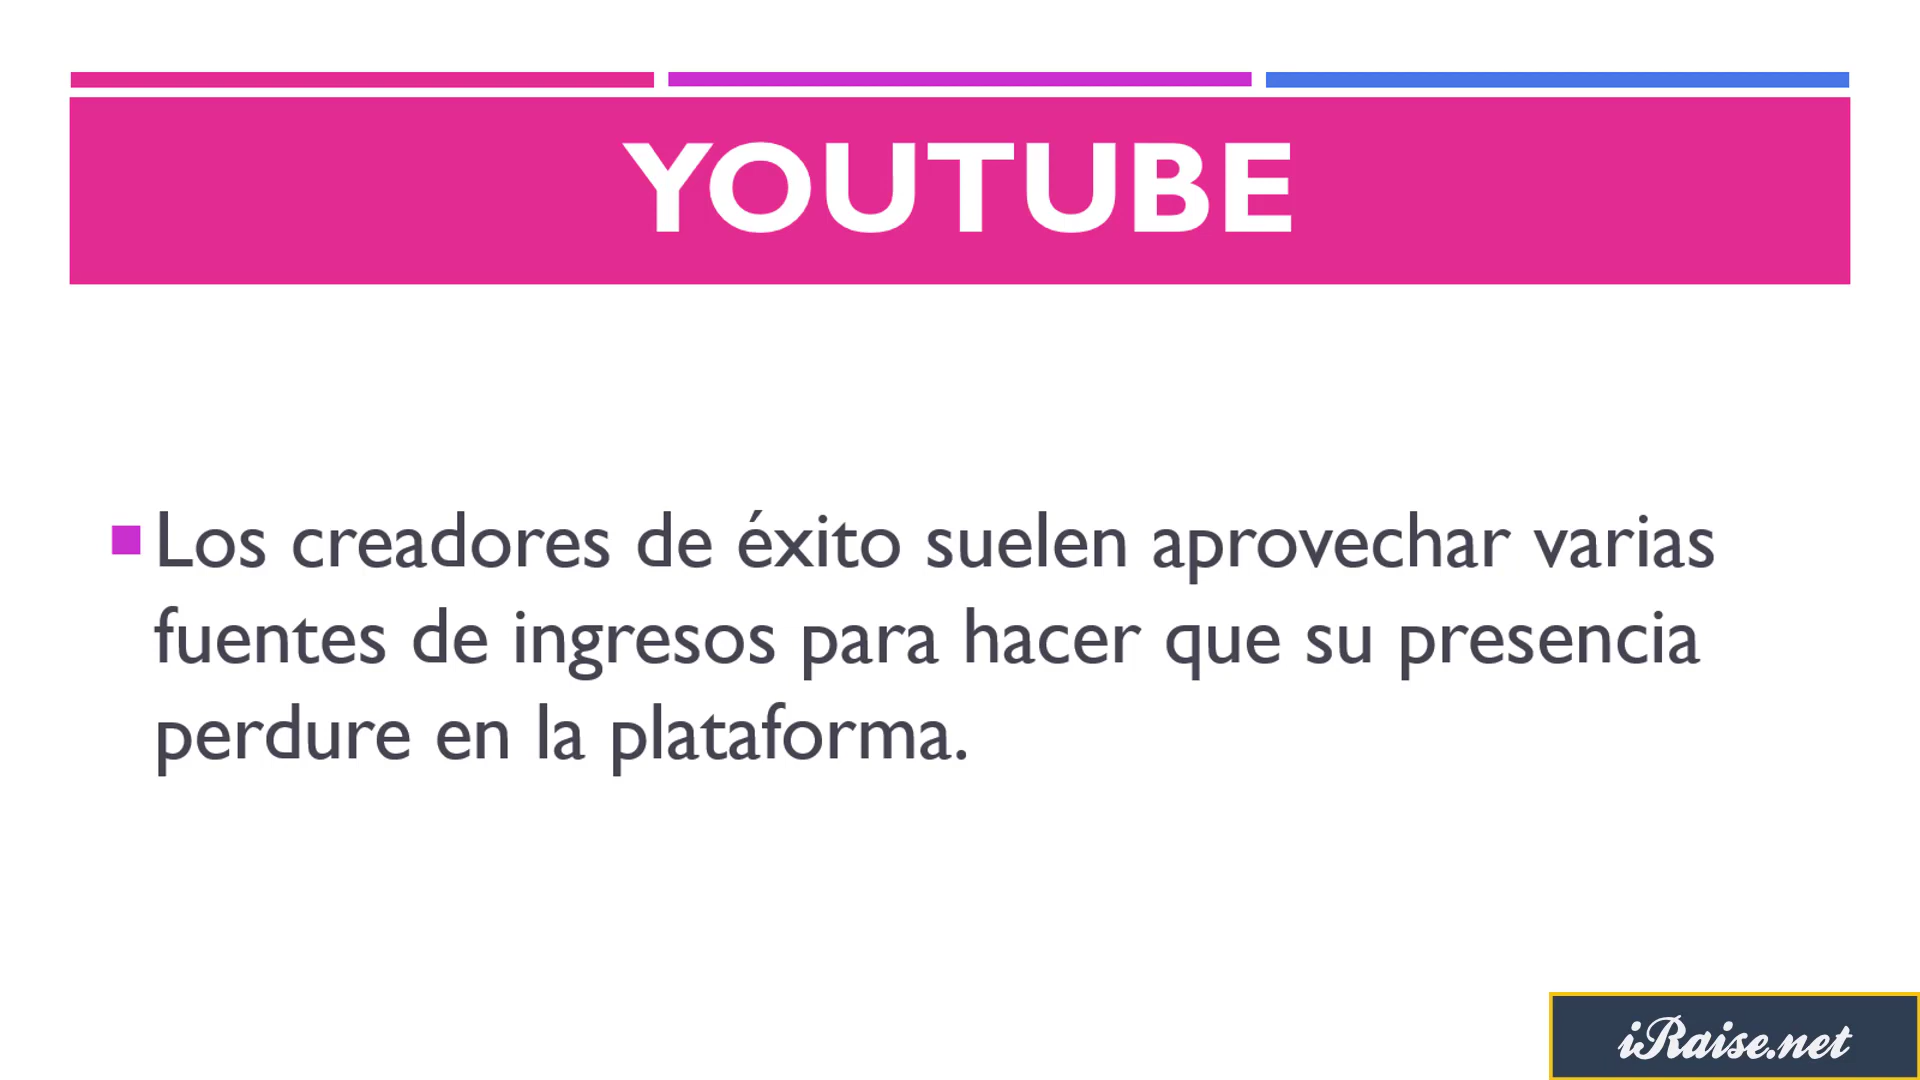 YOUTUBE
Los creadores de éxito suelen aprovechar varias
fuentes de ingresos para hacer que su presencia
perdure en la plataforma.
iRaise.net